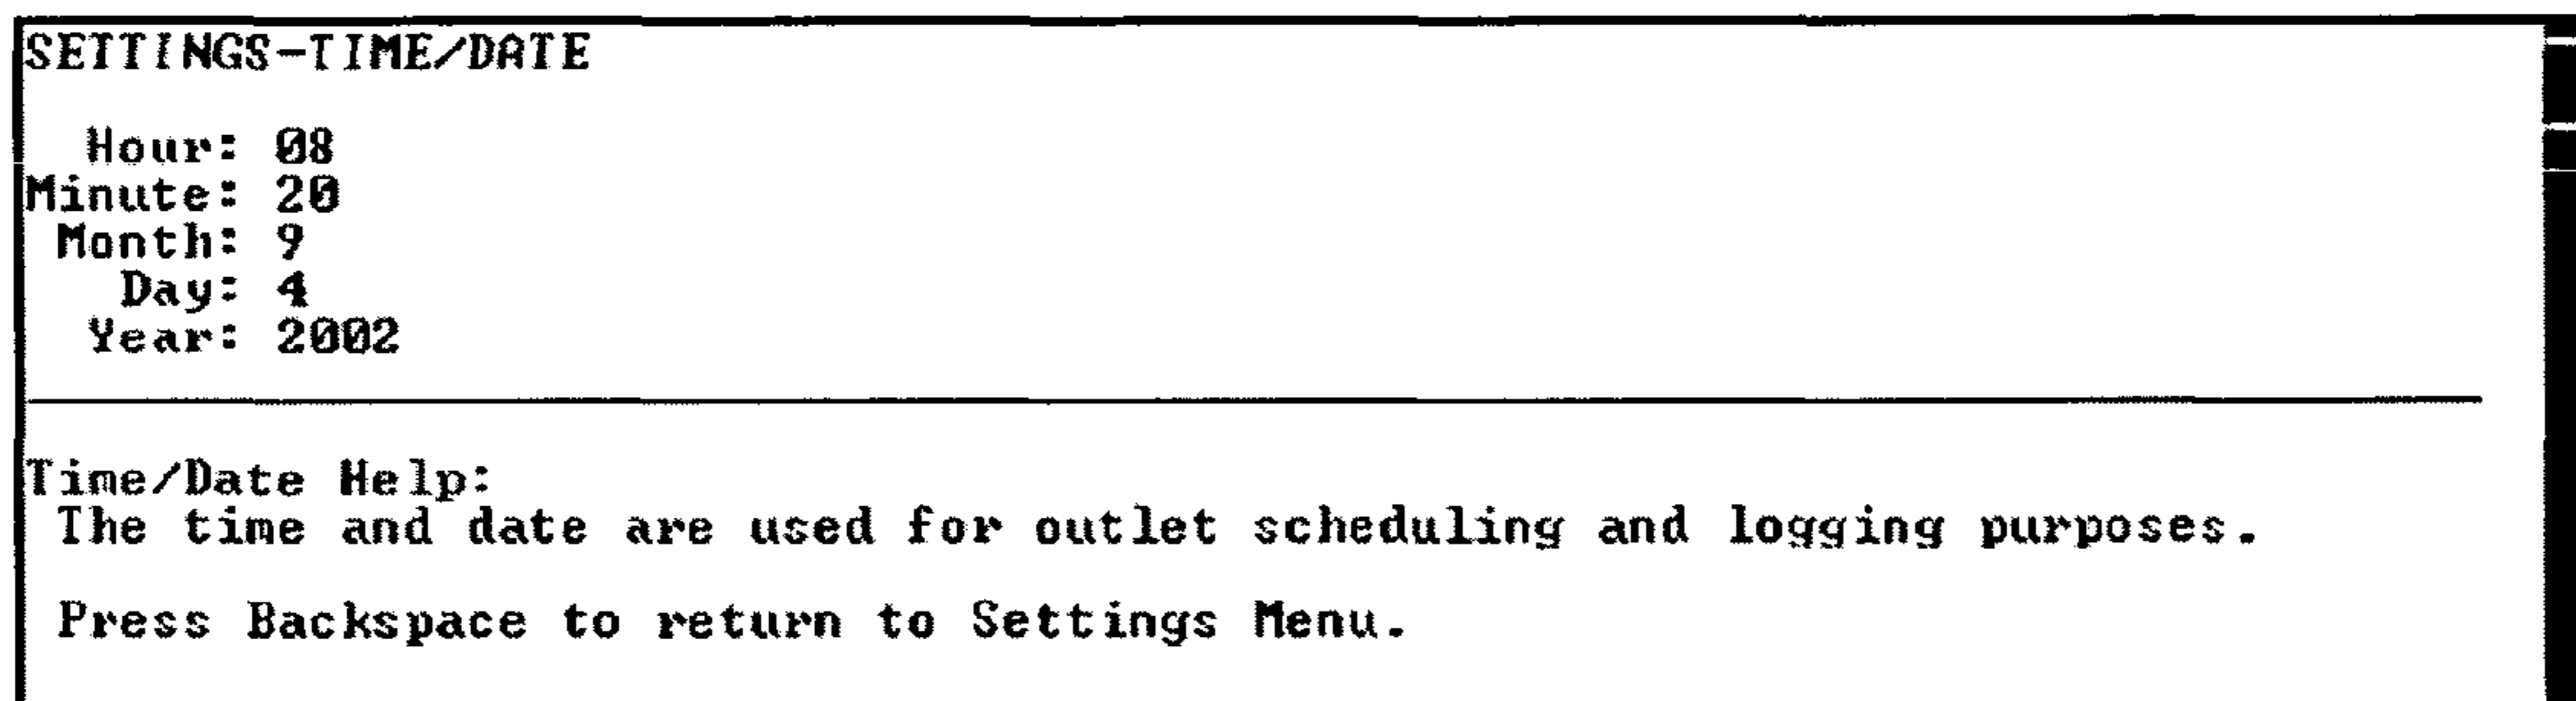 SETTINGS-TIME/DATE
Hour: 08
Minute: 20
Month: 9
Day: 4
Year: 2002
Time/Date Help:
The time and date are used for outlet scheduling and logging purposes.
Press Backspace to return to Settings Menu.